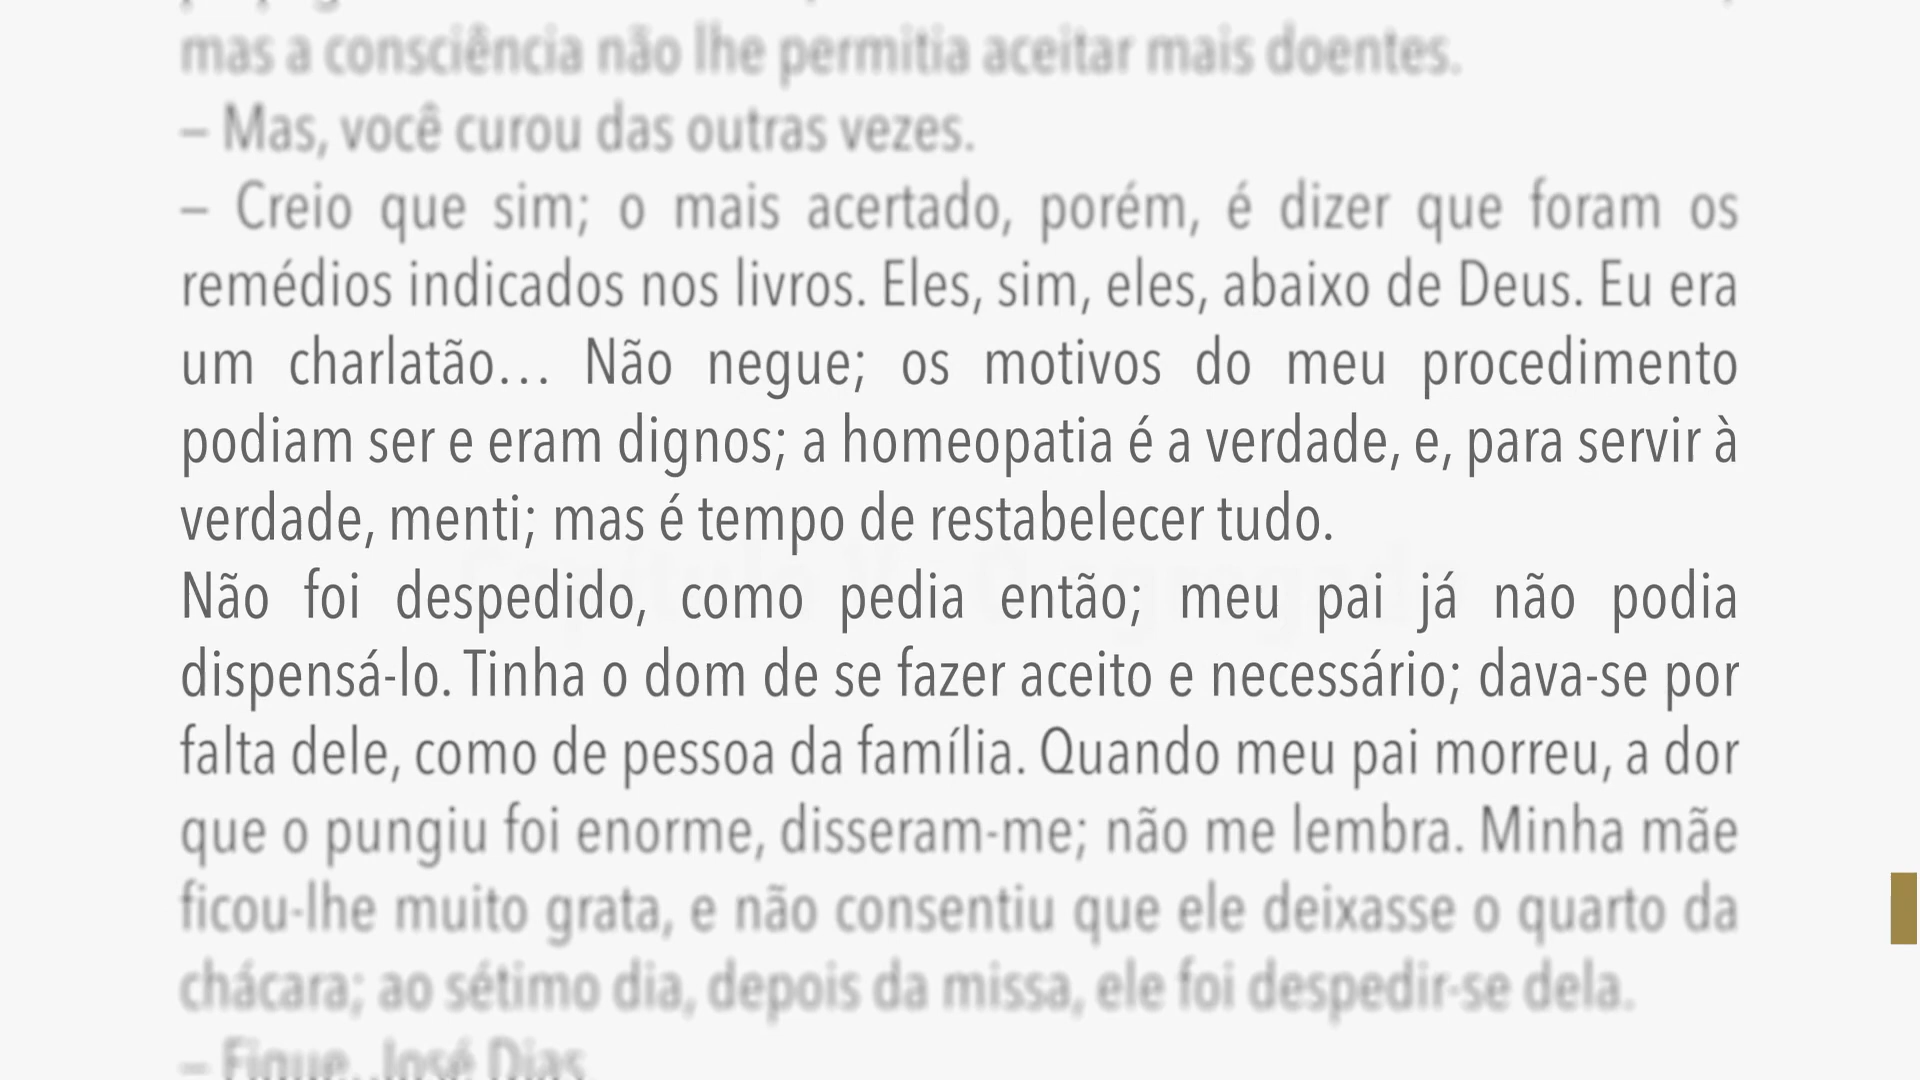 mas a consciência não lhe permitia aceitar mais doentes.
– Mas, você curou das outras vezes.
– Creio que sim; o mais acertado, porém, é dizer que foram os
remédios indicados nos livros. Eles, sim, eles, abaixo de Deus. Eu era
um charlatão… Não negue; os motivos do meu procedimento
podiam ser e eram dignos; a homeopatia é a verdade, e, para servir à
verdade, menti; mas é tempo de restabelecer tudo.
Não foi despedido, como pedia então; meu pai já não podia
dispensá-lo. Tinha o dom de se fazer aceito e necessário; dava-se por
falta dele, como de pessoa da família. Quando meu pai morreu, a dor
que o pungiu foi enorme, disseram-me; não me lembra. Minha mãe
ficou-lhe muito grata, e não consentiu que ele deixasse o quarto da
chácara; ao sétimo dia, depois da missa, ele foi despedir-se dela.
– Fique, José Dias.